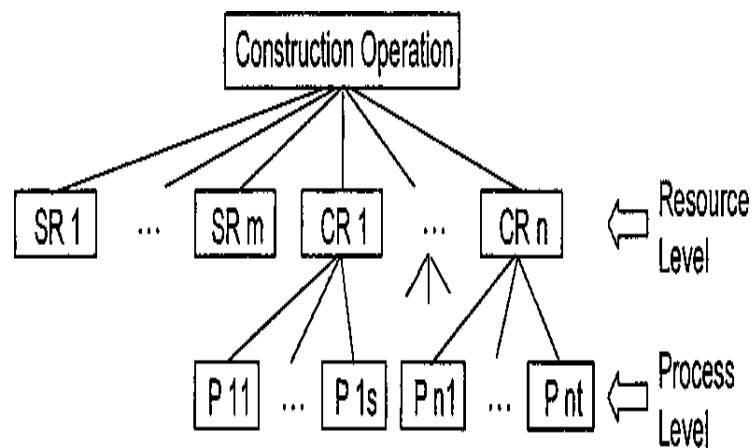 Construction Operation
SR 1 ... SR m CR 1 ... CR n
Resource
Level
P 11 ... P 1s P n1 ... P nt
Process
Level